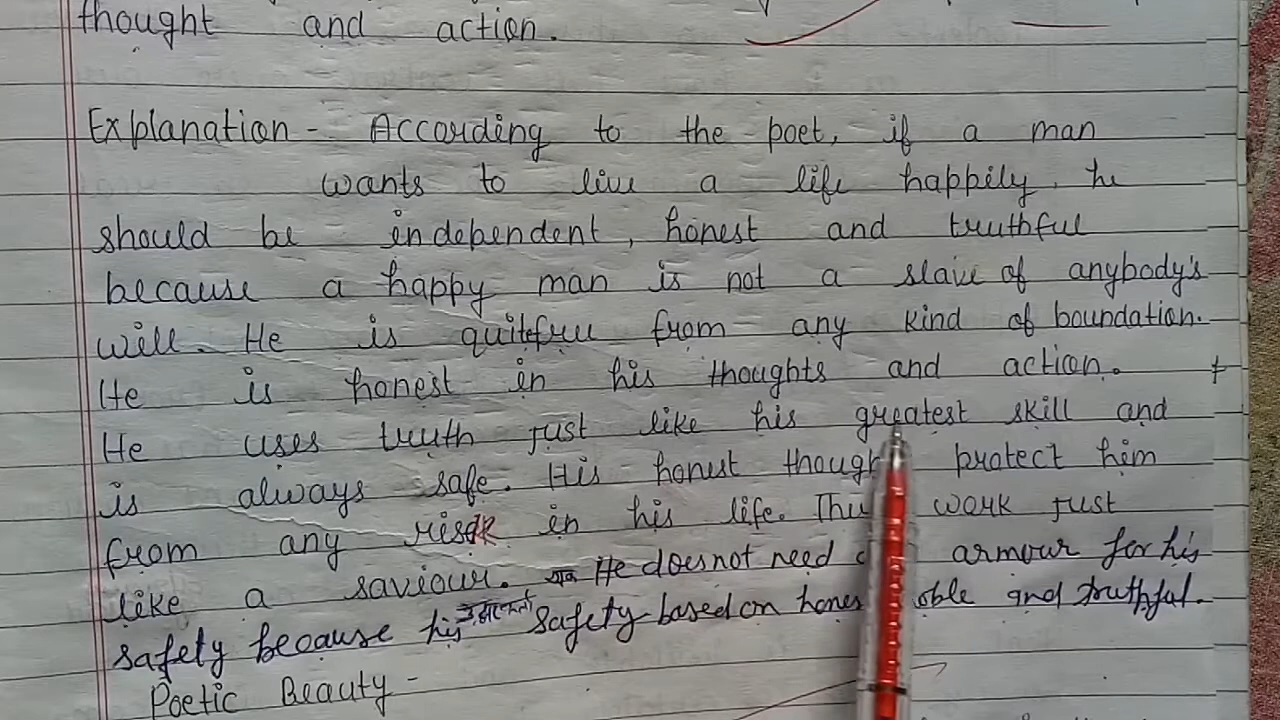 thought and action.
Explanation - According to the poet, if a man
wants to live a life happily, he
should be independent, honest and truthful
because a happy man is not a slave of anybody's
will. He is quite free from any kind of boundation.
He is honest in his thoughts and action.
He uses truth just like his greatest skill and
is always safe. His honest though protect him
from any risk in his life. work just
like a saviour. He does not need armour for his
safety because his safety based on and truthful.
Poetic Beauty -